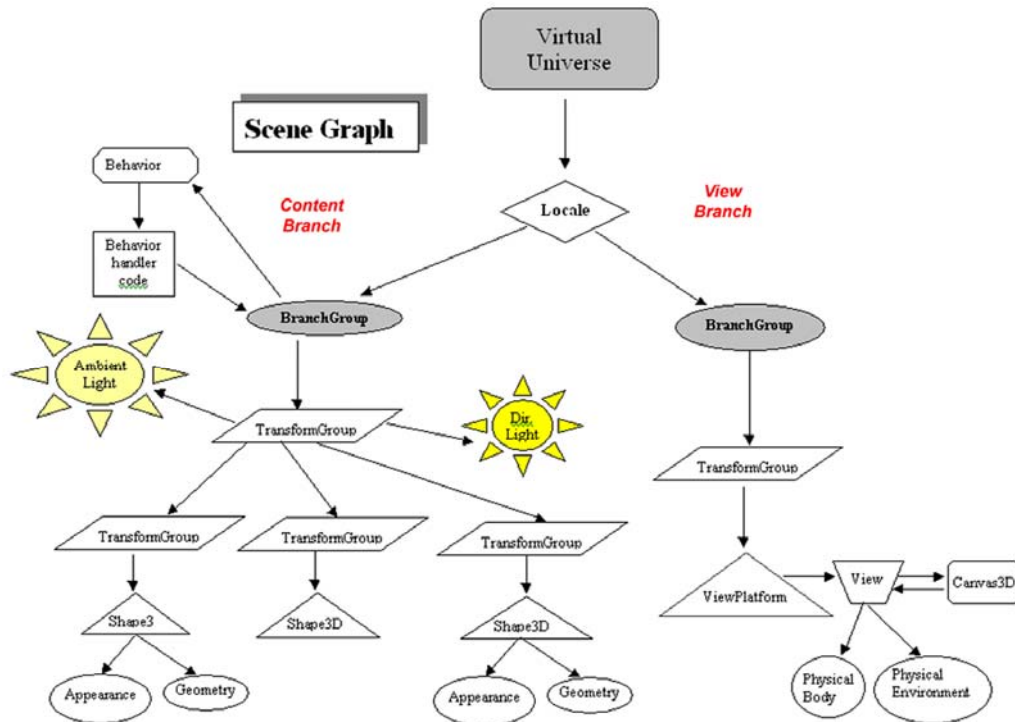 Virtual
Universe
Scene Graph
Behavior
Content
Branch
View
Branch
Locale
Behavior
handler
code
BranchGroup
BranchGroup
Ambient
Light
Dir.
Light
TransformGroup
TransformGroup
TransformGroup
TransformGroup
TransformGroup
View
Canvas3D
ViewPlatform
Shape3
Shape3D
Shape3D
Appearance
Geometry
Appearance
Geometry
Physical
Body
Physical
Environment